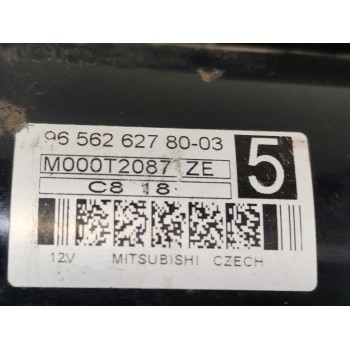 96 562 627 80-03
M000T2087 ZE 5
C8 18
12V MITSUBISHI CZECH